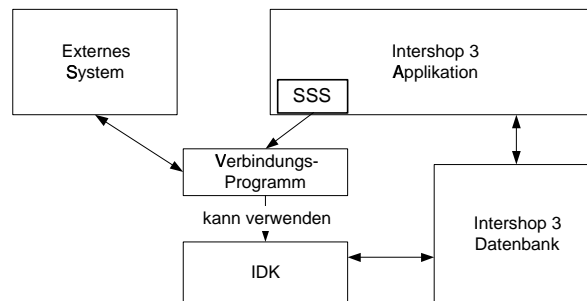 Externes
System
Intershop 3
Applikation
SSS
Verbindungs-
Programm
kann verwenden
IDK
Intershop 3
Datenbank